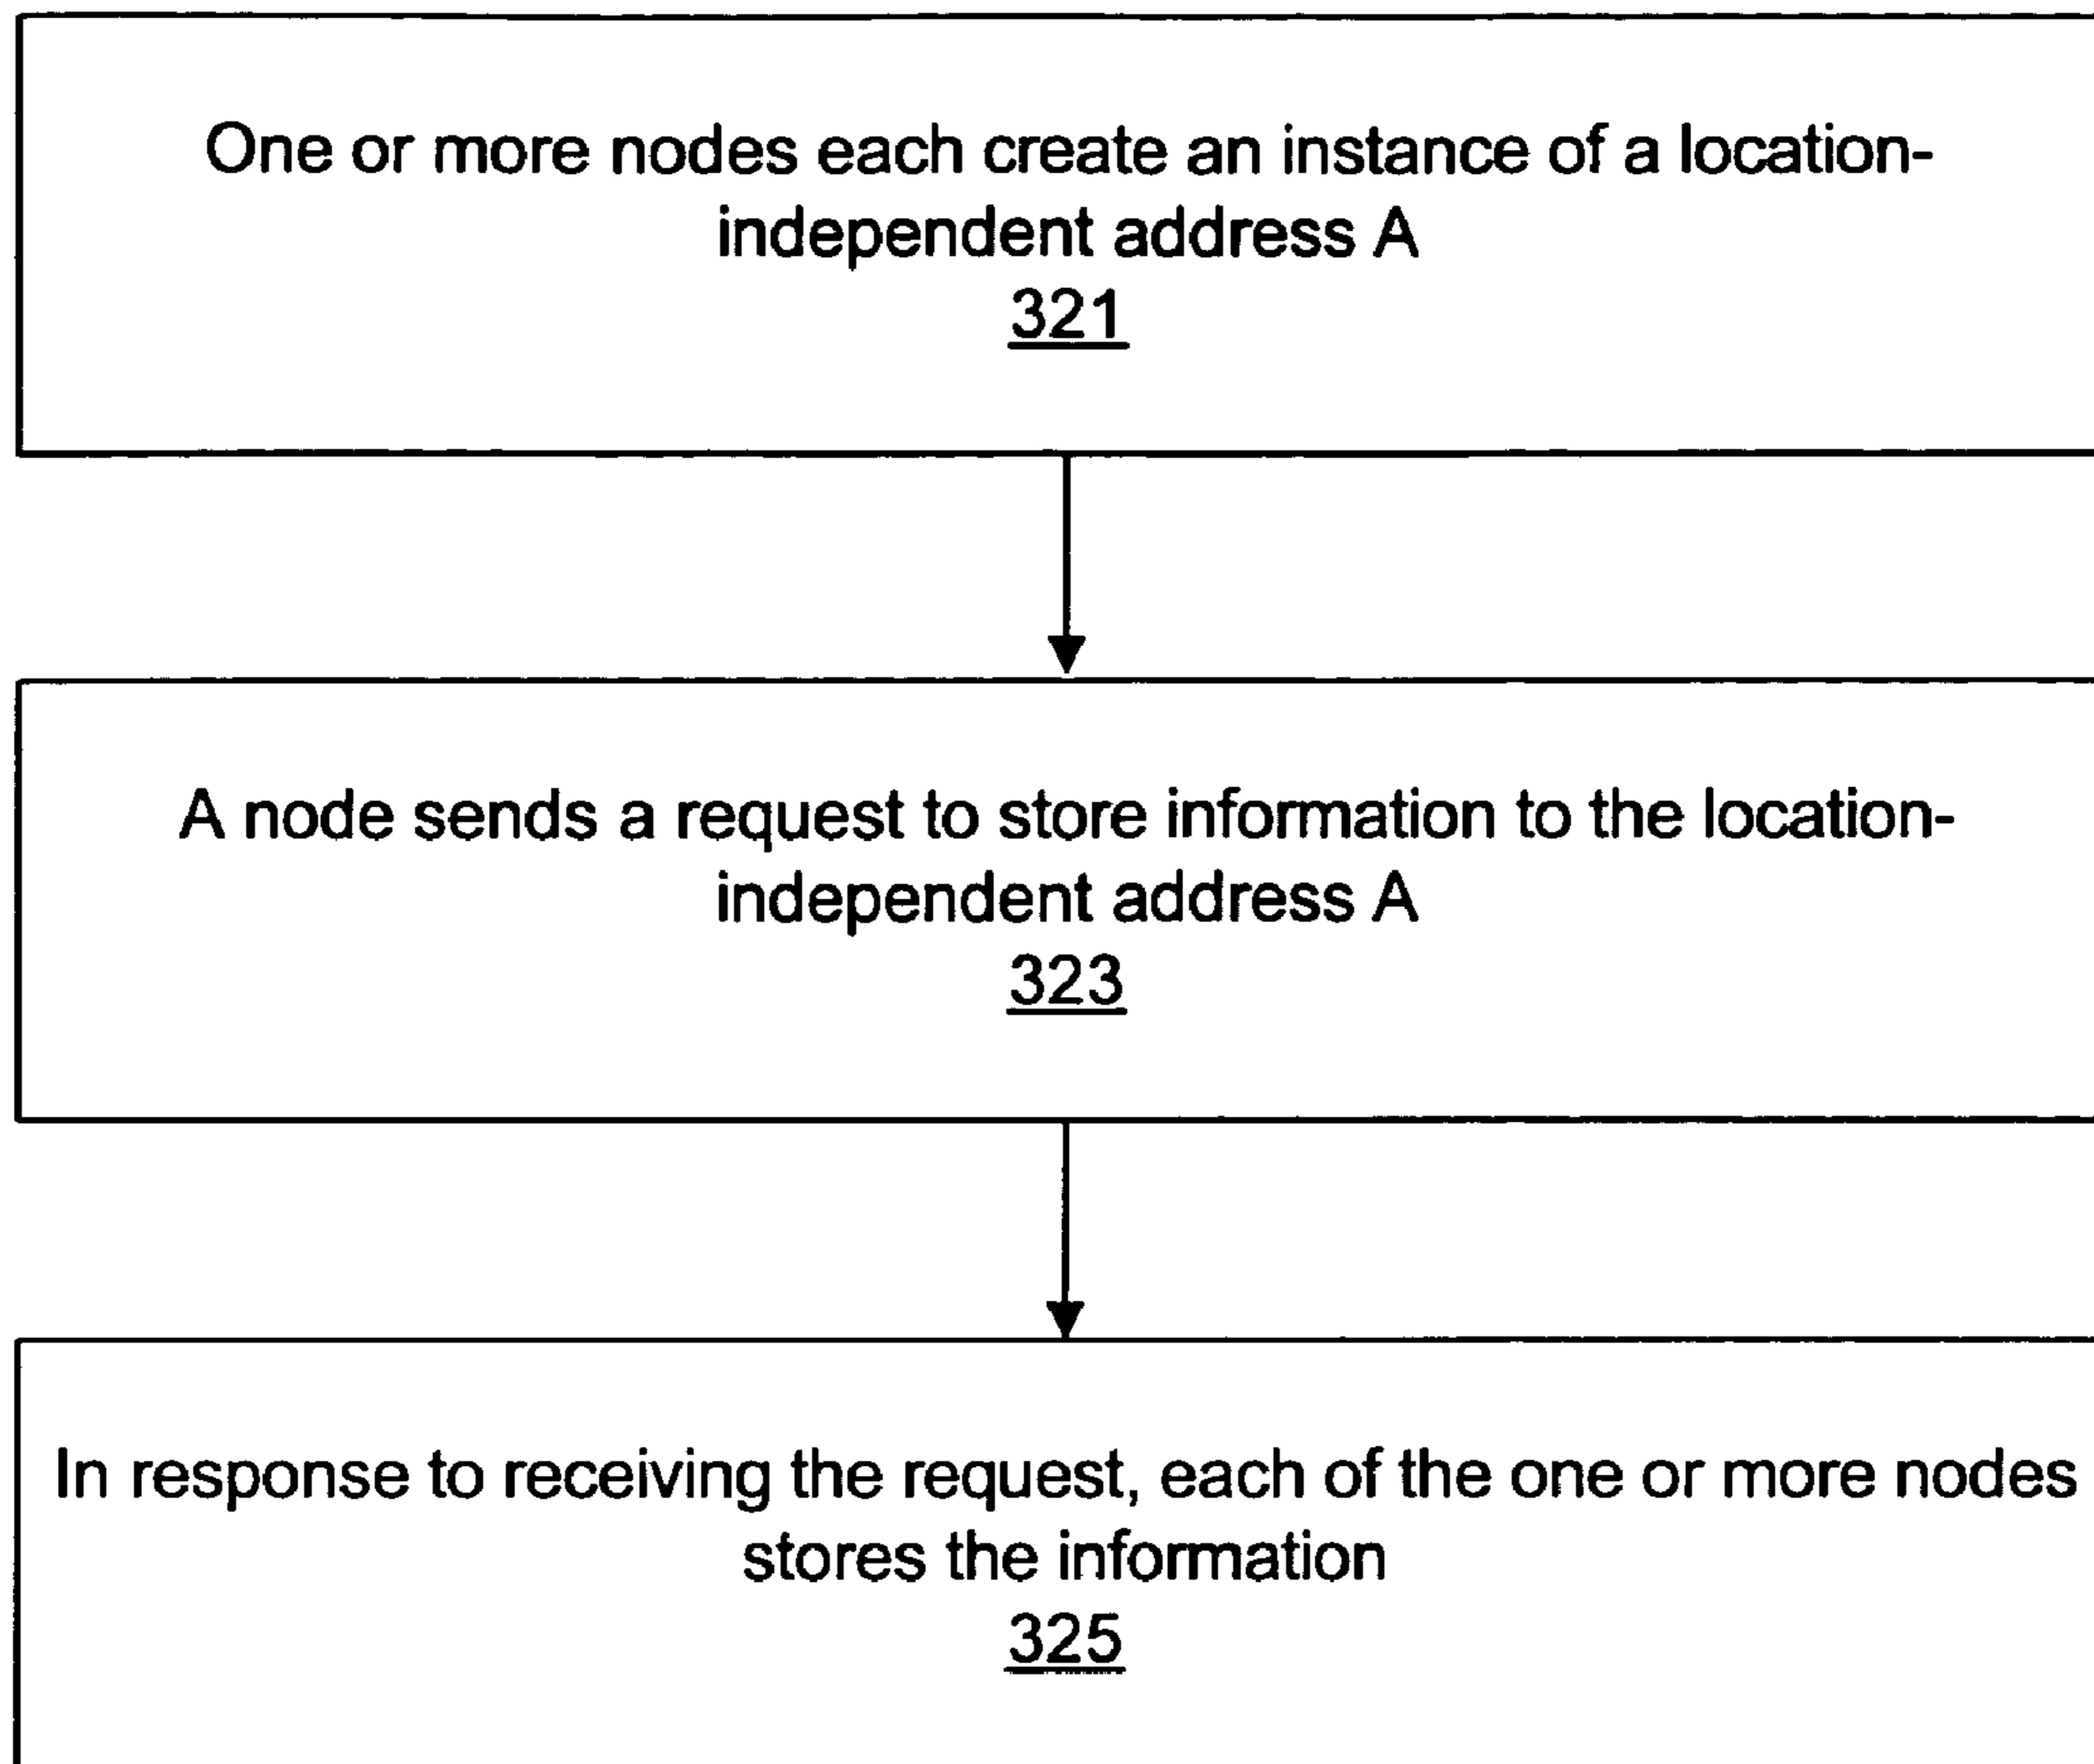 One or more nodes each create an instance of a location-
independent address A
321
A node sends a request to store information to the location-
independent address A
323
In response to receiving the request, each of the one or more nodes
stores the information
325